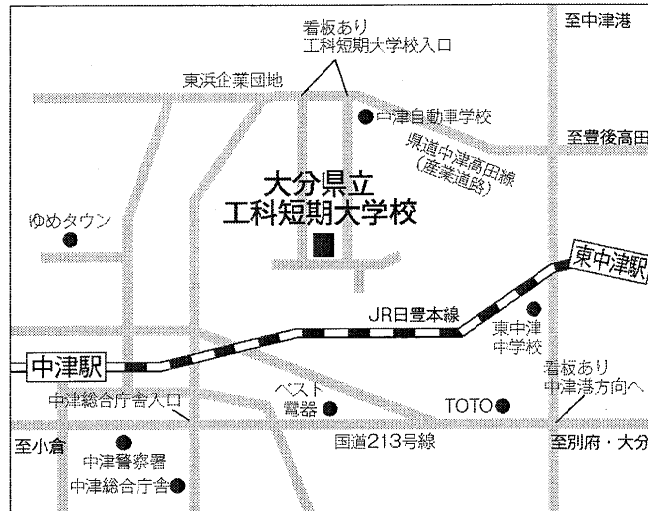 至中津港
看板あり
工科短期大学校入口
東浜企業団地
中津自動車学校
至豊後高田
県道中津高田線
(産業道路)
大分県立
工科短期大学校
ゆめタウン
東中津駅
JR日豊本線
東中津
中学校
中津駅
看板あり
中津港方向へ
中津総合庁舎入口
ベスト
電器
TOTO
至小倉
国道213号線
至別府・大分
中津警察署
中津総合庁舎